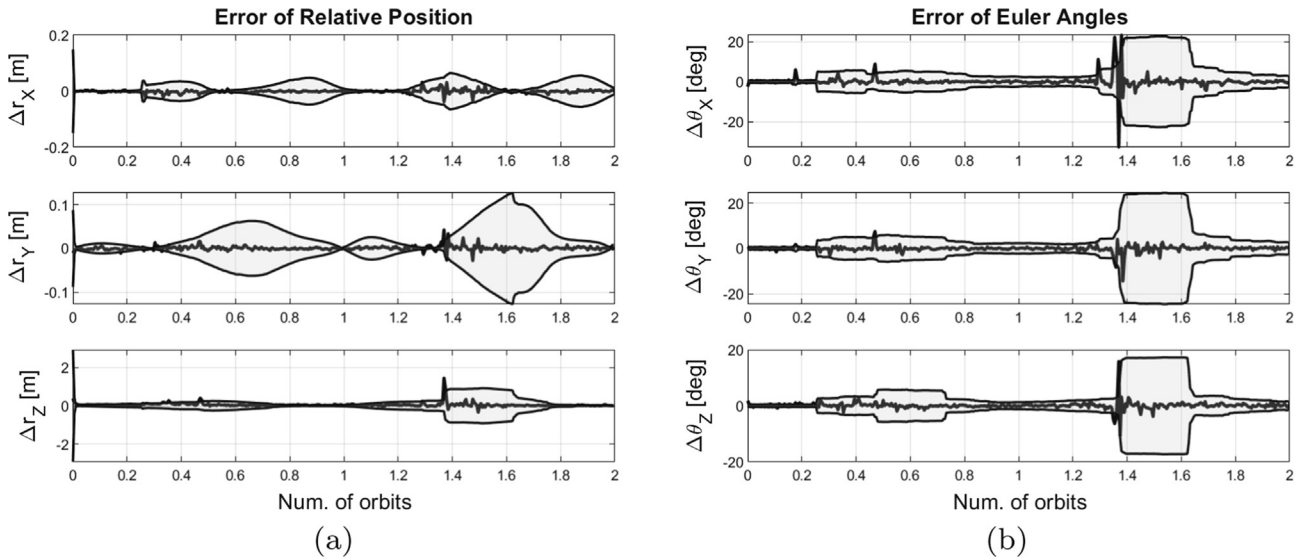 Error of Relative Position
Δr_X [m]
0.2
0
-0.2
0 0.2 0.4 0.6 0.8 1 1.2 1.4 1.6 1.8 2
Δr_Y [m]
0.1
0
-0.1
0 0.2 0.4 0.6 0.8 1 1.2 1.4 1.6 1.8 2
Δr_Z [m]
2
0
-2
0 0.2 0.4 0.6 0.8 1 1.2 1.4 1.6 1.8 2
Num. of orbits
(a)
Error of Euler Angles
Δθ_X [deg]
20
0
-20
0 0.2 0.4 0.6 0.8 1 1.2 1.4 1.6 1.8 2
Δθ_Y [deg]
20
0
-20
0 0.2 0.4 0.6 0.8 1 1.2 1.4 1.6 1.8 2
Δθ_Z [deg]
20
0
-20
0 0.2 0.4 0.6 0.8 1 1.2 1.4 1.6 1.8 2
Num. of orbits
(b)